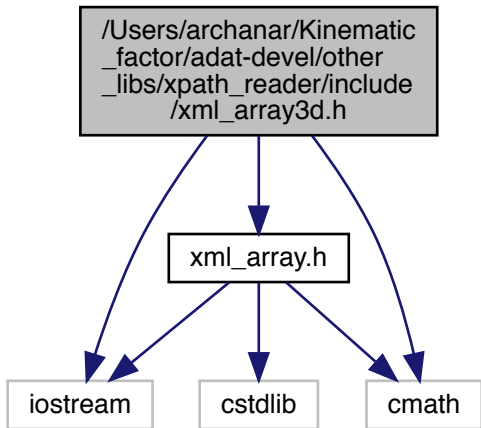 /Users/archanar/Kinematic
_factor/adat-devel/other
_libs/xpath_reader/include
/xml_array3d.h
xml_array.h
iostream
cstdlib
cmath